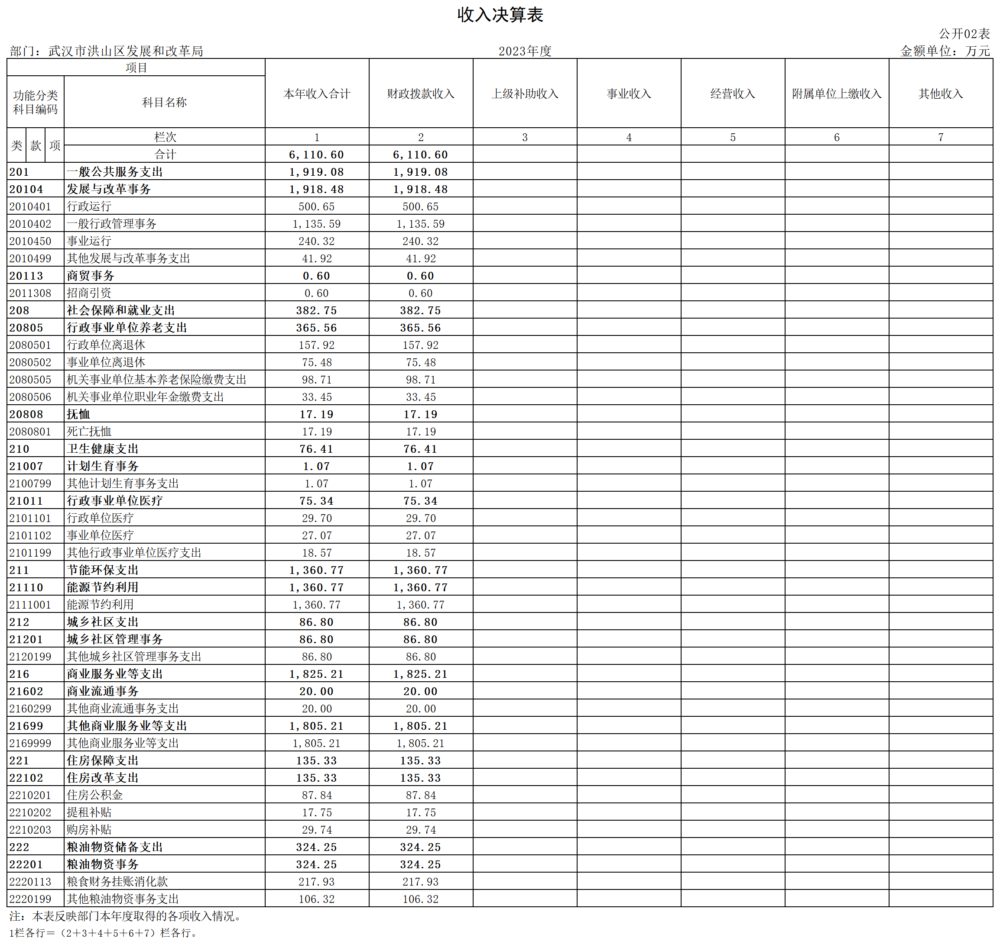 收入决算表
公开02表
部门：武汉市洪山区发展和改革局 2023年度 金额单位：万元
项目 本年收入合计 财政拨款收入 上级补助收入 事业收入 经营收入 附属单位上缴收入 其他收入
功能分类科目编码 科目名称
类 款 项 栏次 1 2 3 4 5 6 7
合计 6,110.60 6,110.60
201 一般公共服务支出 1,919.08 1,919.08
20104 发展与改革事务 1,918.48 1,918.48
2010401 行政运行 500.65 500.65
2010402 一般行政管理事务 1,135.59 1,135.59
2010450 事业运行 240.32 240.32
2010499 其他发展与改革事务支出 41.92 41.92
20113 商贸事务 0.60 0.60
2011308 招商引资 0.60 0.60
208 社会保障和就业支出 382.75 382.75
20805 行政事业单位养老支出 365.56 365.56
2080501 行政单位离退休 157.92 157.92
2080502 事业单位离退休 75.48 75.48
2080505 机关事业单位基本养老保险缴费支出 98.71 98.71
2080506 机关事业单位职业年金缴费支出 33.45 33.45
20808 抚恤 17.19 17.19
2080801 死亡抚恤 17.19 17.19
210 卫生健康支出 76.41 76.41
21007 计划生育事务 1.07 1.07
2100799 其他计划生育事务支出 1.07 1.07
21011 行政事业单位医疗 75.34 75.34
2101101 行政单位医疗 29.70 29.70
2101102 事业单位医疗 27.07 27.07
2101199 其他行政事业单位医疗支出 18.57 18.57
211 节能环保支出 1,360.77 1,360.77
21110 能源节约利用 1,360.77 1,360.77
2111001 能源节约利用 1,360.77 1,360.77
212 城乡社区支出 86.80 86.80
21201 城乡社区管理事务 86.80 86.80
2120199 其他城乡社区管理事务支出 86.80 86.80
216 商业服务业等支出 1,825.21 1,825.21
21602 商业流通事务 20.00 20.00
2160299 其他商业流通事务支出 20.00 20.00
21699 其他商业服务业等支出 1,805.21 1,805.21
2169999 其他商业服务业等支出 1,805.21 1,805.21
221 住房保障支出 135.33 135.33
22102 住房改革支出 135.33 135.33
2210201 住房公积金 87.84 87.84
2210202 提租补贴 17.75 17.75
2210203 购房补贴 29.74 29.74
222 粮油物资储备支出 324.25 324.25
22201 粮油物资事务 324.25 324.25
2220113 粮食财务挂账消化款 217.93 217.93
2220199 其他粮油物资事务支出 106.32 106.32
注：本表反映部门本年度取得的各项收入情况。
1栏各行＝（2＋3＋4＋5＋6＋7）栏各行。